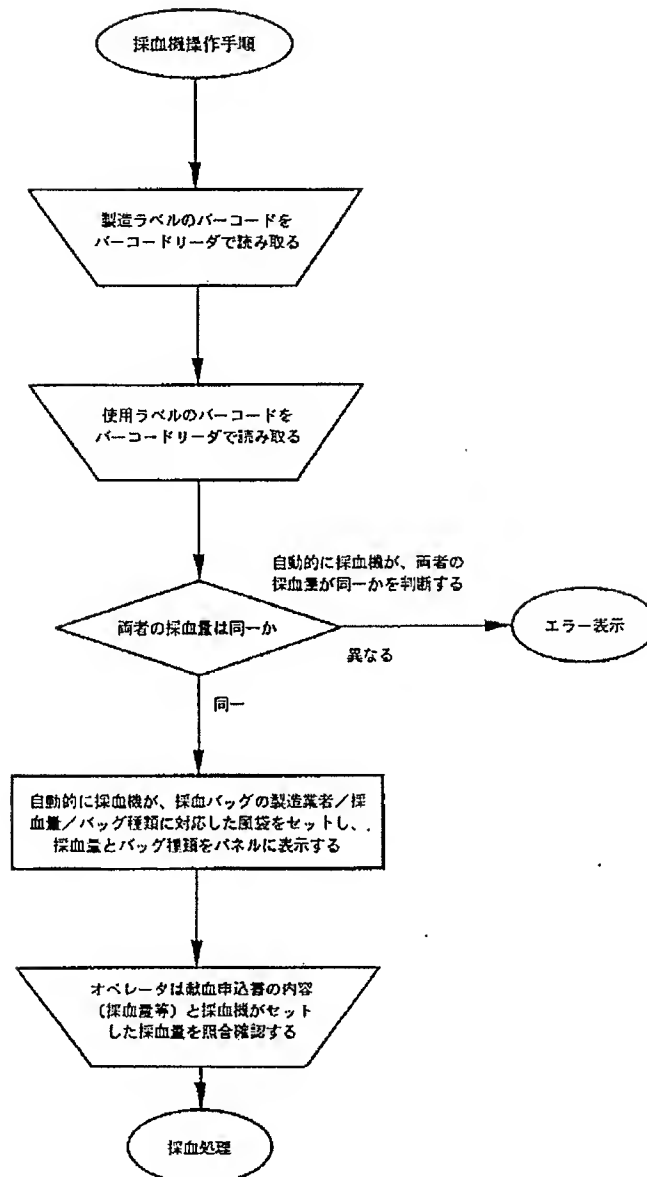 採血機操作手順
製造ラベルのバーコードを
バーコードリーダで読み取る
使用ラベルのバーコードを
バーコードリーダで読み取る
自動的に採血機が、両者の
採血量が同一かを判断する
両者の採血量は同一か
エラー表示
異なる
同一
自動的に採血機が、採血バッグの製造業者／採
血量／バッグ種類に対応した風袋をセットし、
採血量とバッグ種類をパネルに表示する
オペレータは献血申込書の内容
（採血量等）と採血機がセット
した採血量を照合確認する
採血処理